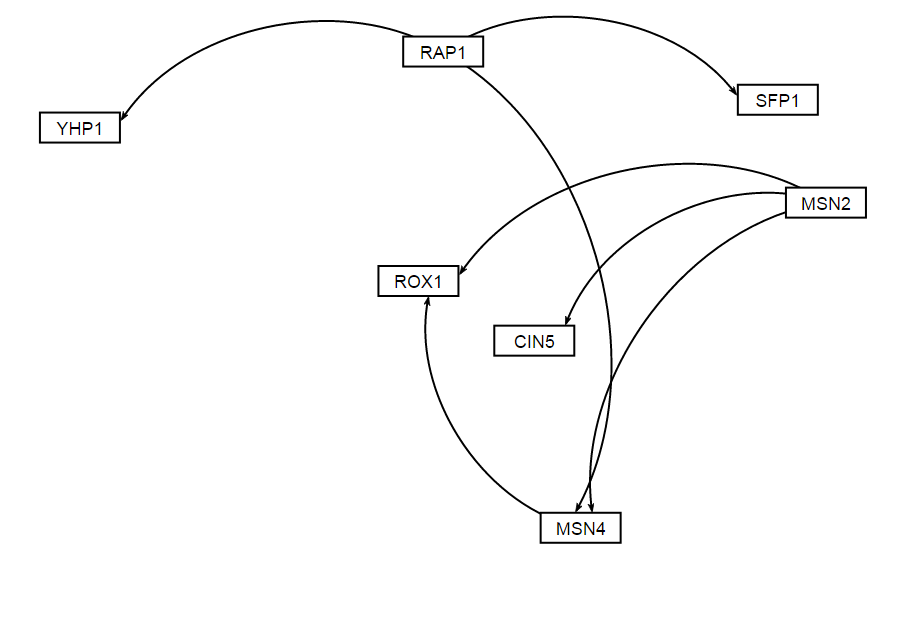 RAP1
SFP1
YHP1
MSN2
ROX1
CIN5
MSN4